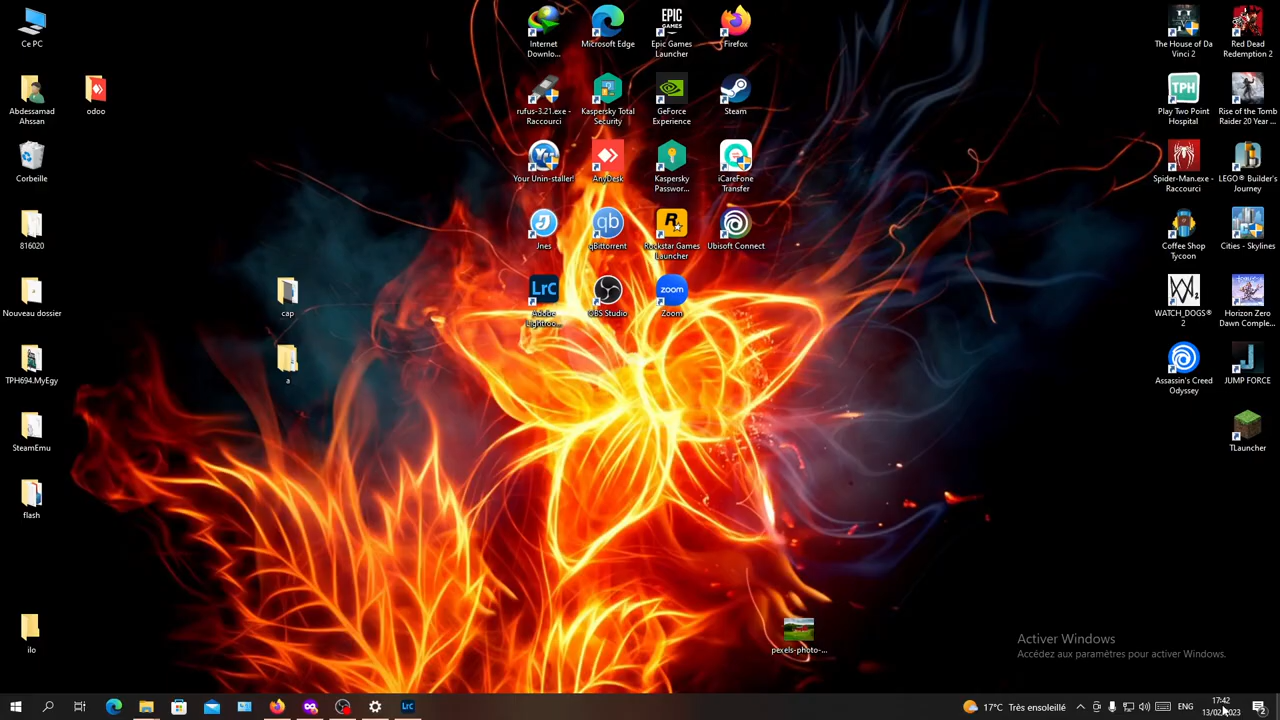 Ce PC
Abdessamad
Ahssan
odoo
Corbeille
816020
Nouveau dossier
TPH694.MyEgy
SteamEmu
flash
ilo
cap
a
Internet
Downlo...
Microsoft Edge
EPIC
GAMES
Epic Games
Launcher
Firefox
rufus-3.21.exe -
Raccourci
Kaspersky Total
Security
GeForce
Experience
Steam
Your Unin-staller!
AnyDesk
Kaspersky
Passwor...
iCareFone
Transfer
Jnes
qb
qBittorrent
Rockstar Games
Launcher
Ubisoft Connect
LrC
Adobe
Lightroo...
OBS Studio
zoom
Zoom
The House of Da
Vinci 2
Red Dead
Redemption 2
TPH
Play Two Point
Hospital
Rise of the Tomb
Raider 20 Year ...
Spider-Man.exe -
Raccourci
LEGO® Builder's
Journey
Coffee Shop
Tycoon
Cities - Skylines
WATCH_DOGS®
2
Horizon Zero
Dawn Comple...
Assassin's Creed
Odyssey
JUMP FORCE
TLauncher
pexels-photo-...
Activer Windows
Accédez aux paramètres pour activer Windows.
LrC
17°C Très ensoleillé
ENG
17:42
13/02/2023
2